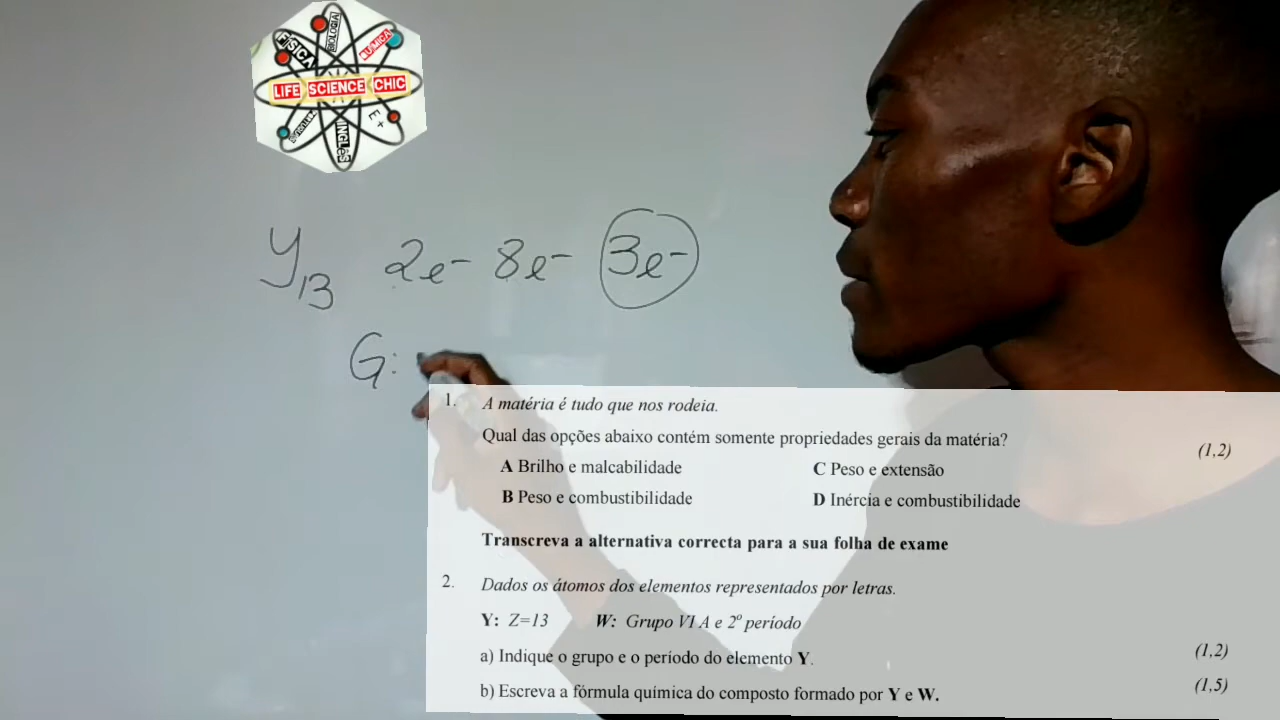 FÍSICA
BIOLOGIA
QUÍMICA
LIFE SCIENCE CHIC
E +
INGLÊS
Y13 2e- 8e- 3e-
G:
1. A matéria é tudo que nos rodeia.
Qual das opções abaixo contém somente propriedades gerais da matéria? (1,2)
A Brilho e malcabilidade C Peso e extensão
B Peso e combustibilidade D Inércia e combustibilidade
Transcreva a alternativa correcta para a sua folha de exame
2. Dados os átomos dos elementos representados por letras.
Y: Z=13 W: Grupo VI A e 2º período
a) Indique o grupo e o período do elemento Y. (1,2)
b) Escreva a fórmula química do composto formado por Y e W. (1,5)